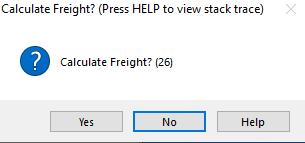 Calculate Freight? (Press HELP to view stack trace)
Calculate Freight? (26)
Yes
No
Help